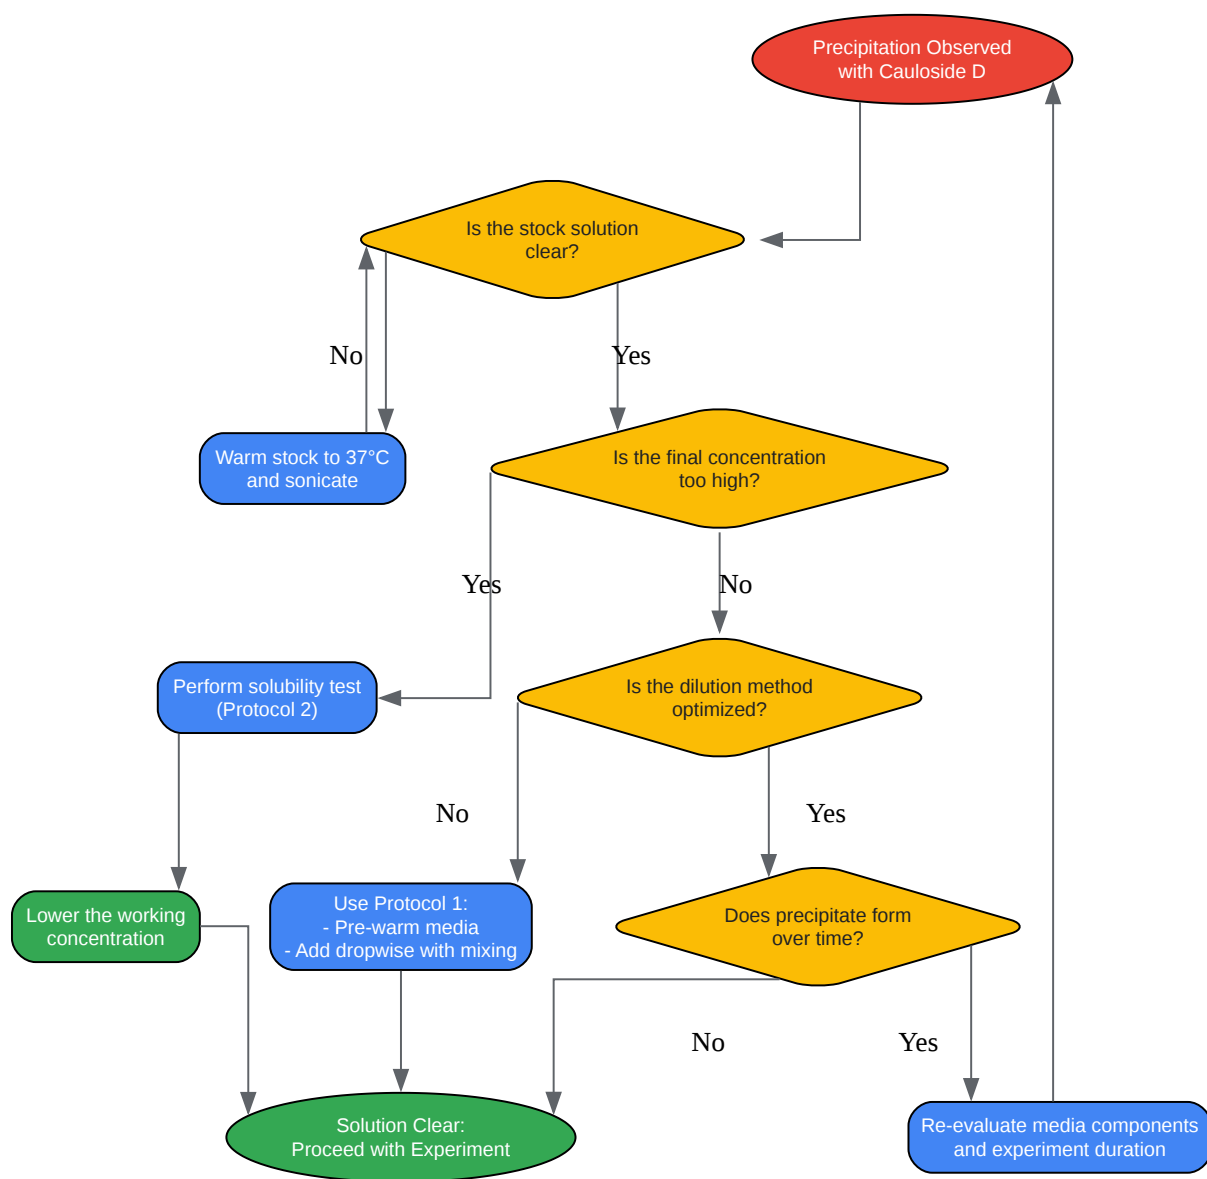 Precipitation Observed
with Cauloside D
Is the stock solution
clear?
No
Yes
Warm stock to 37°C
and sonicate
Is the final concentration
too high?
Yes
No
Perform solubility test
(Protocol 2)
Is the dilution method
optimized?
No
Yes
Lower the working
concentration
Use Protocol 1:
- Pre-warm media
- Add dropwise with mixing
Does precipitate form
over time?
No
Yes
Solution Clear:
Proceed with Experiment
Re-evaluate media components
and experiment duration